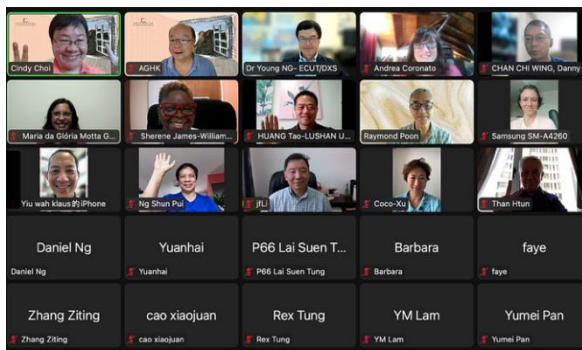 Cindy Choi
AGHK
Dr Young NG- ECUT/DXS
Andrea Coronato
CHAN CHI WING, Danny
Maria da Glória Motta G...
Sherene James-William...
HUANG Tao-LUSHAN U...
Raymond Poon
Samsung SM-A4260
Yiu wah klaus的iPhone
Ng Shun Pui
jfLi
Coco-Xu
Than Htun
Daniel Ng
Daniel Ng
Yuanhai
Yuanhai
P66 Lai Suen T...
P66 Lai Suen Tung
Barbara
Barbara
faye
faye
Zhang Ziting
Zhang Ziting
cao xiaojuan
cao xiaojuan
Rex Tung
Rex Tung
YM Lam
YM Lam
Yumei Pan
Yumei Pan